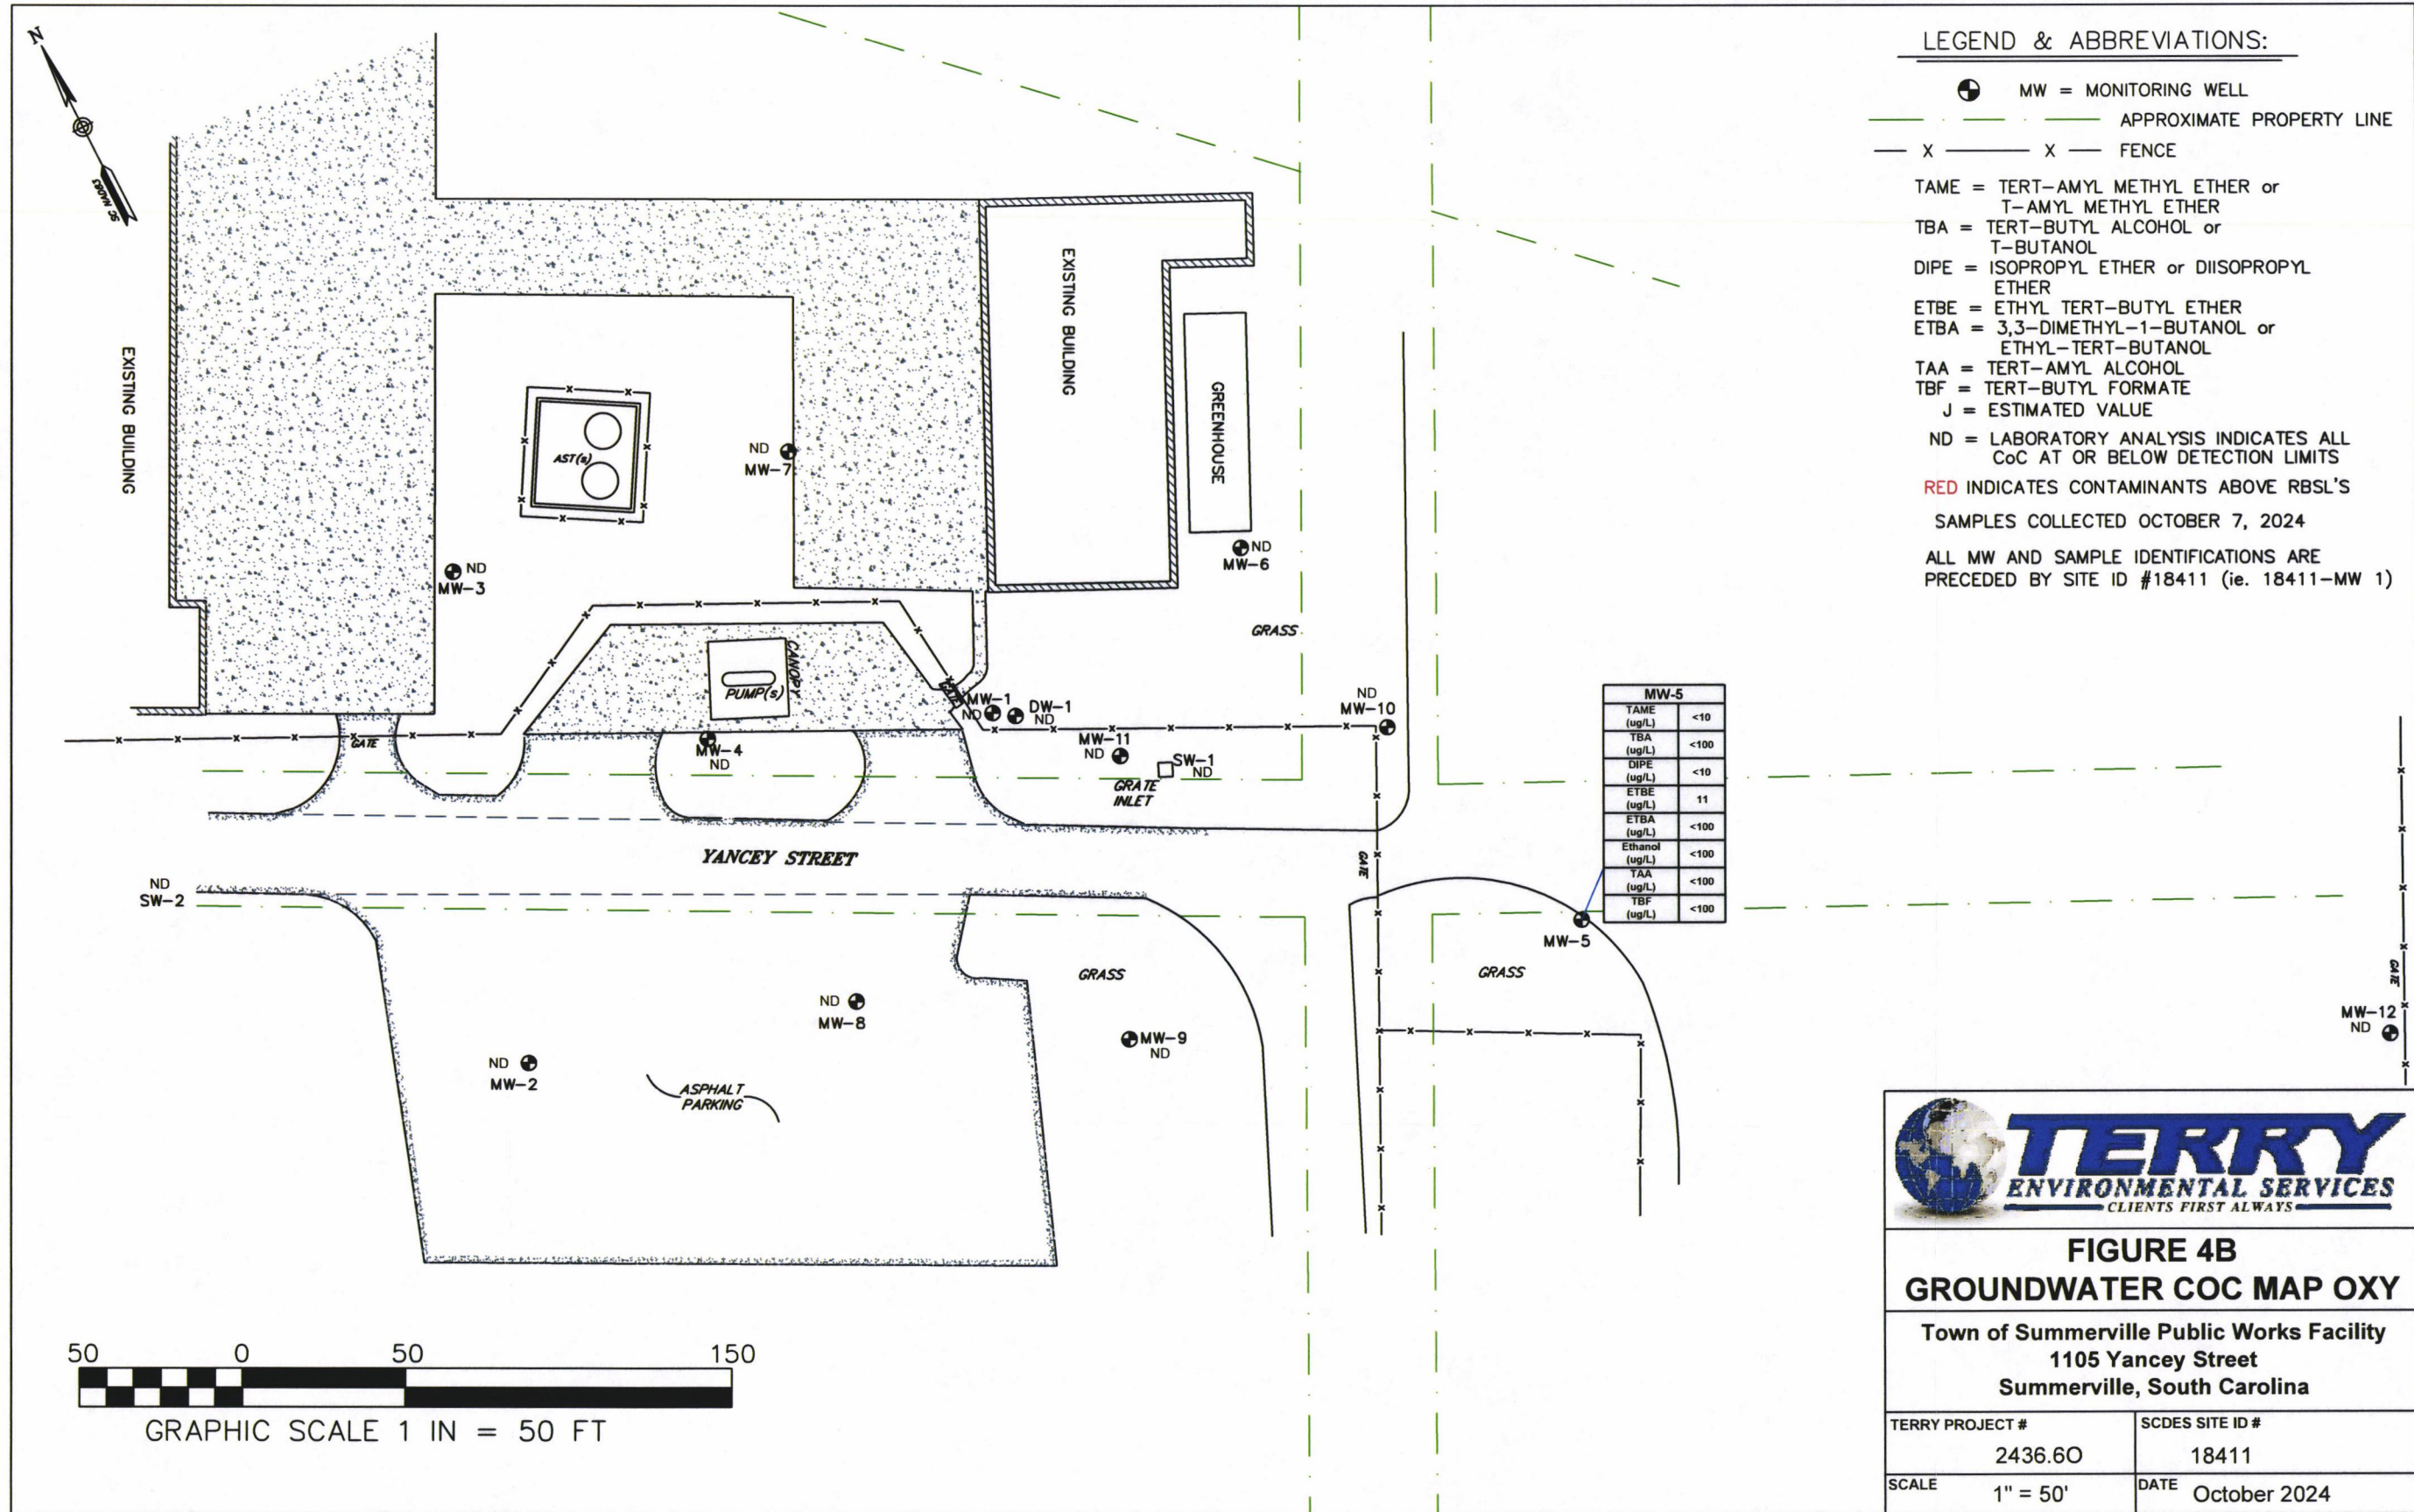 N
SC NAD83
LEGEND & ABBREVIATIONS:
MW = MONITORING WELL
APPROXIMATE PROPERTY LINE
X X FENCE
TAME = TERT-AMYL METHYL ETHER or
T-AMYL METHYL ETHER
TBA = TERT-BUTYL ALCOHOL or
T-BUTANOL
DIPE = ISOPROPYL ETHER or DIISOPROPYL
ETHER
ETBE = ETHYL TERT-BUTYL ETHER
ETBA = 3,3-DIMETHYL-1-BUTANOL or
ETHYL-TERT-BUTANOL
TAA = TERT-AMYL ALCOHOL
TBF = TERT-BUTYL FORMATE
J = ESTIMATED VALUE
ND = LABORATORY ANALYSIS INDICATES ALL
CoC AT OR BELOW DETECTION LIMITS
RED INDICATES CONTAMINANTS ABOVE RBSL'S
SAMPLES COLLECTED OCTOBER 7, 2024
ALL MW AND SAMPLE IDENTIFICATIONS ARE
PRECEDED BY SITE ID #18411 (ie. 18411-MW 1)
EXISTING BUILDING
EXISTING BUILDING
GREENHOUSE
AST(s)
ND
MW-7
ND
MW-3
ND
MW-6
GRASS
CANOPY
PUMP(s)
GATE
MW-1
ND
DW-1
ND
ND
MW-10
GATE
MW-4
ND
MW-11
ND
SW-1
ND
GRATE
INLET
YANCEY STREET
GATE
ND
SW-2
MW-5
TAME
(ug/L) <10
TBA
(ug/L) <100
DIPE
(ug/L) <10
ETBE
(ug/L) 11
ETBA
(ug/L) <100
Ethanol
(ug/L) <100
TAA
(ug/L) <100
TBF
(ug/L) <100
MW-5
GRASS
GRASS
GATE
MW-12
ND
ND
MW-8
MW-9
ND
ND
MW-2
ASPHALT
PARKING
50 0 50 150
GRAPHIC SCALE 1 IN = 50 FT
TERRY
ENVIRONMENTAL SERVICES
CLIENTS FIRST ALWAYS
FIGURE 4B
GROUNDWATER COC MAP OXY
Town of Summerville Public Works Facility
1105 Yancey Street
Summerville, South Carolina
TERRY PROJECT #
2436.6O
SCDES SITE ID #
18411
SCALE
1" = 50'
DATE
October 2024